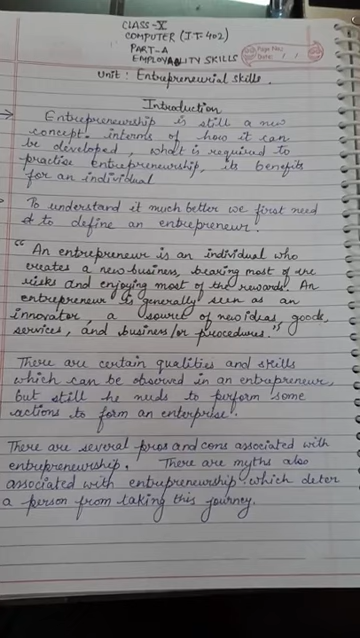 CLASS-X
COMPUTER (I.T-402)
PART-A
EMPLOYABLITY SKILLS
Page No.:
Date:
Unit : Entrepreneurial skills.
Introduction
→ Entrepreneurship is still a new
concept. interms of how it can
be developed, what is required to
practise entrepreneurship, its benefits
for an individual
To understand it much better we first need
to define an entrepreneur.
" An entrepreneur is an individual who
creates a new business, bearing most of the
risks and enjoying most of the rewards. An
entrepreneur is generally seen as an
innovator, a source of new ideas, goods,
services, and business/or procedures."
There are certain qualities and skills
which can be observed in an entrepreneur,
but still he needs to perform some
actions to form an enterprise.
There are several pros and cons associated with
entrepreneurship. There are myths also
associated with entrepreneurship which deter
a person from taking this journey.